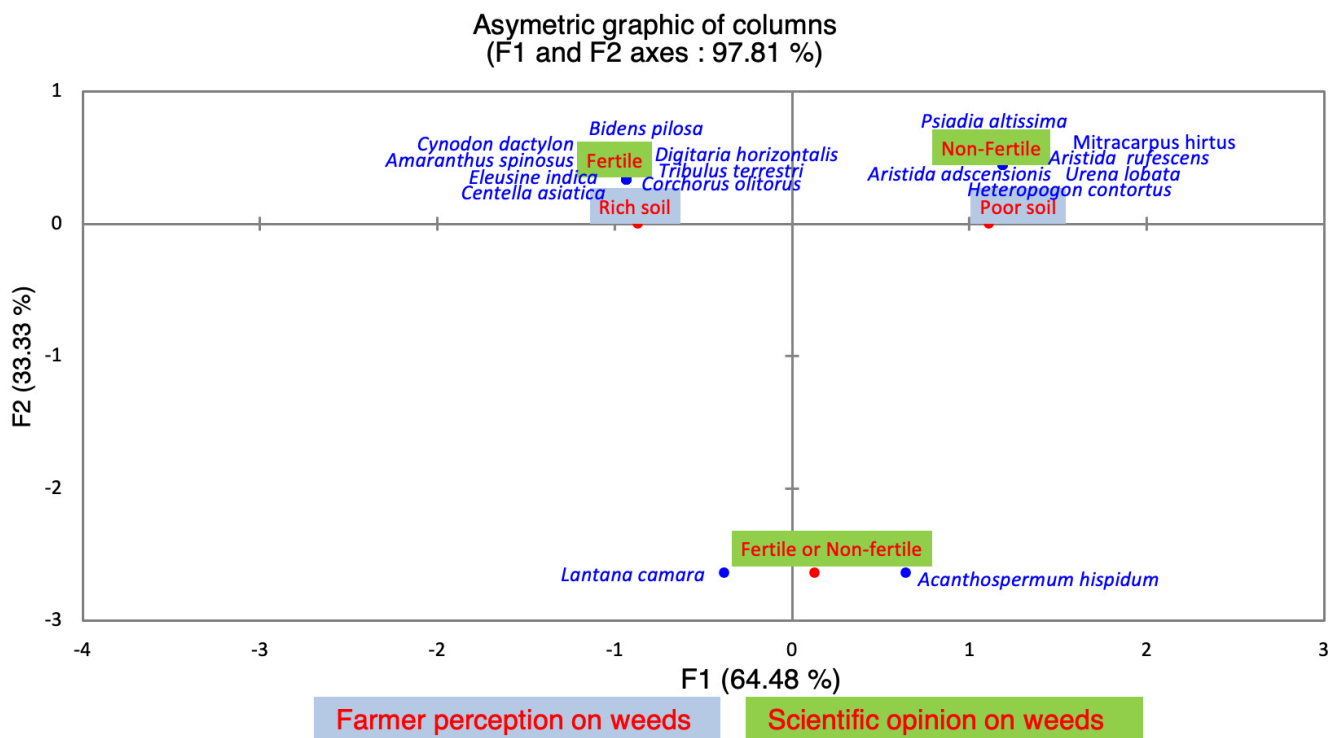 Asymetric graphic of columns
(F1 and F2 axes : 97.81 %)
1
0
-1
-2
-3
F2 (33.33 %)
Bidens pilosa
Cynodon dactylon
Fertile
Digitaria horizontalis
Amaranthus spinosus
Tribulus terrestri
Eleusine indica
Corchorus olitorus
Centella asiatica
Rich soil
Psiadia altissima
Mitracarpus hirtus
Non-Fertile
Aristida rufescens
Aristida adscensionis
Urena lobata
Heteropogon contortus
Poor soil
Fertile or Non-fertile
Lantana camara
Acanthospermum hispidum
-4 -3 -2 -1 0 1 2 3
F1 (64.48 %)
Farmer perception on weeds
Scientific opinion on weeds